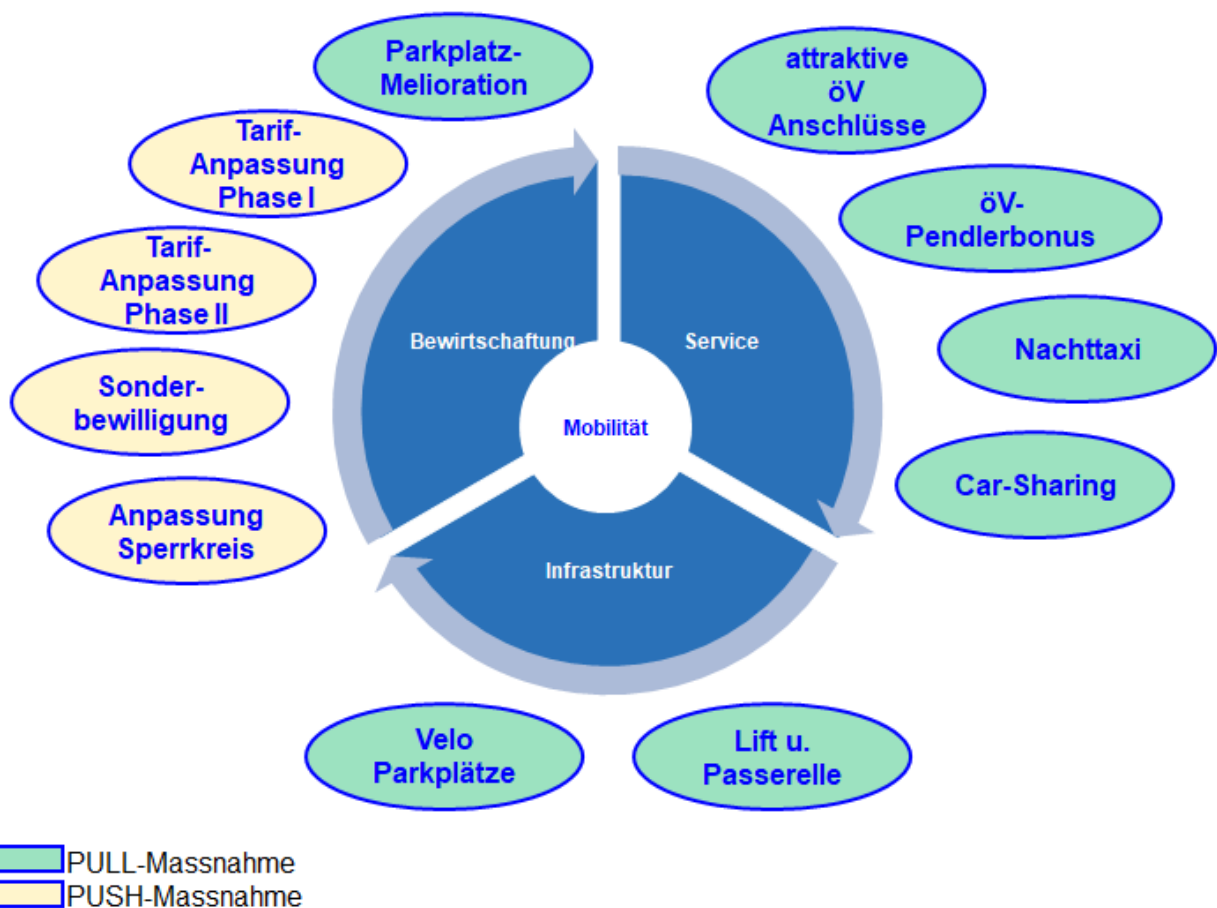 Parkplatz-
Melioration
attraktive
öV
Anschlüsse
Tarif-
Anpassung
Phase I
öV-
Pendlerbonus
Tarif-
Anpassung
Phase II
Bewirtschaftung
Service
Nachttaxi
Sonder-
bewilligung
Mobilität
Car-Sharing
Anpassung
Sperrkreis
Infrastruktur
Velo
Parkplätze
Lift u.
Passerelle
PULL-Massnahme
PUSH-Massnahme